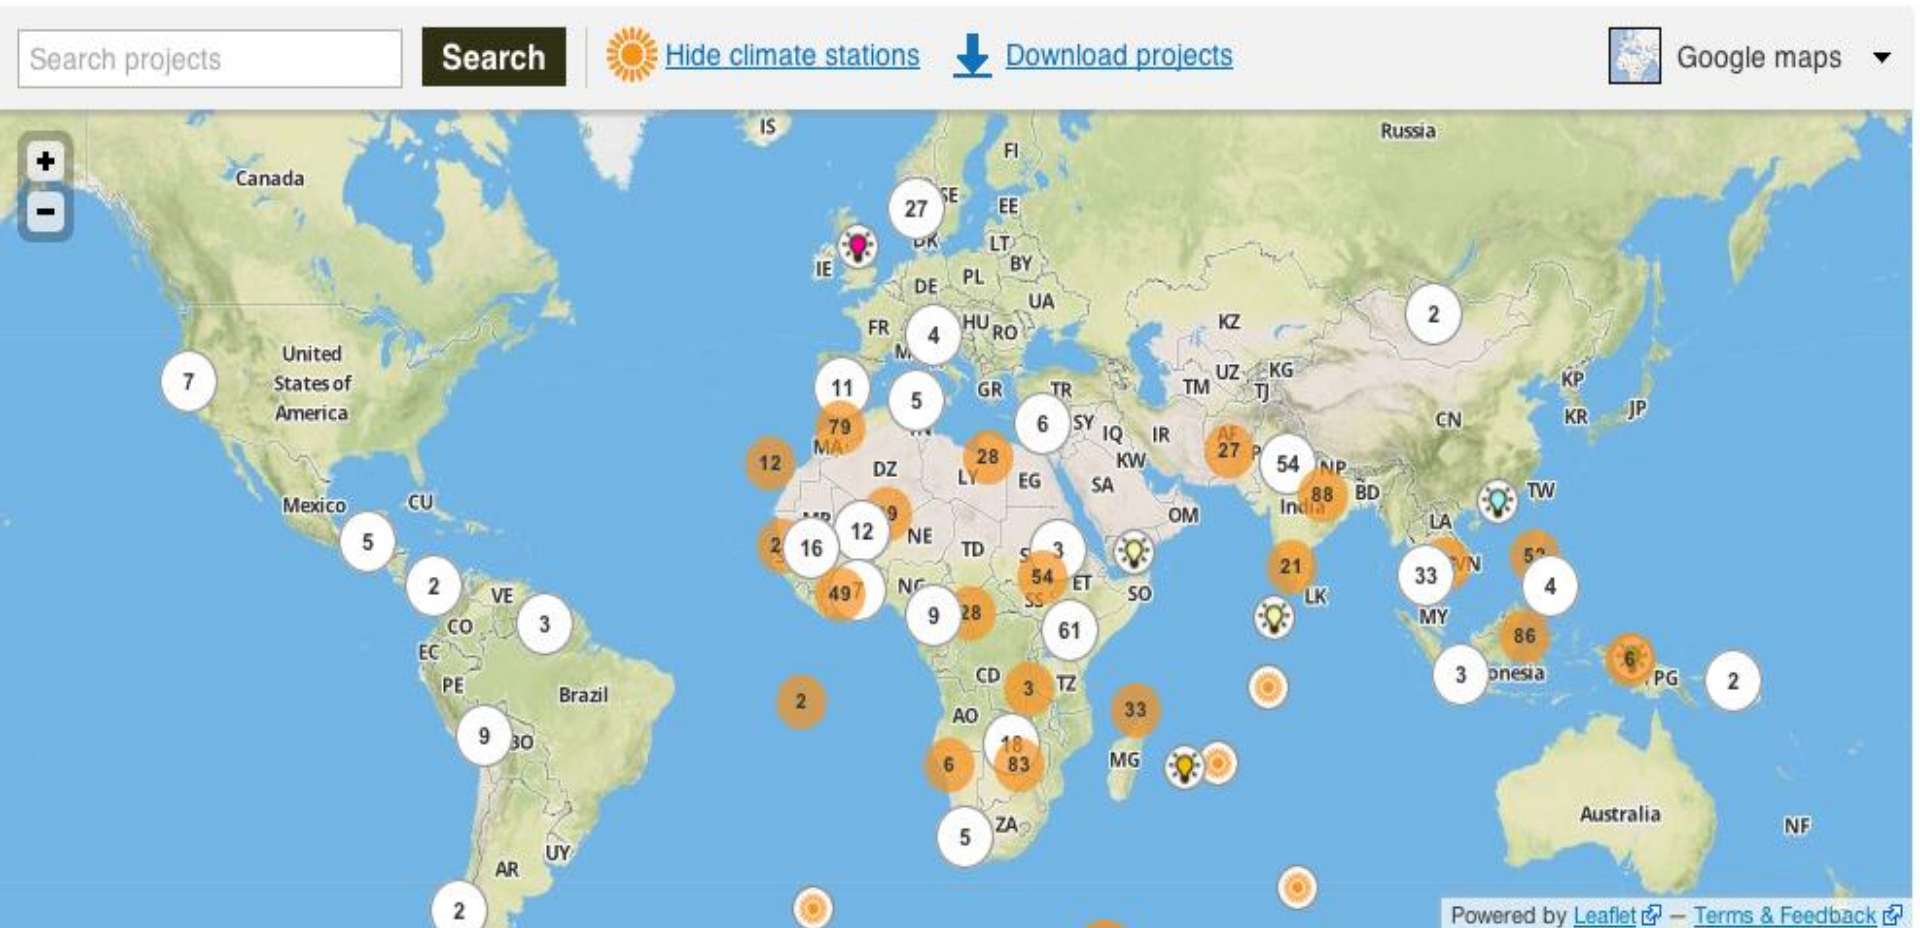 Search projects Search Hide climate stations Download projects Google maps
+
−
IS
Russia
FI
Canada
SE
27
EE
DK
LT
IE
BY
PL
DE
UA
2
FR
HU
KZ
4
RO
United
States of
America
UZ
KG
7
11
5
GR
TR
TM
TJ
KP
JP
KR
79
6
SY
CN
MA
IQ
IR
AF
12
28
27
54
NP
DZ
LY
KW
EG
SA
88
BD
TW
Mexico
CU
India
OM
LA
5
16
12
NE
TD
3
VN
2
49
54
ET
21
33
4
VE
NG
SS
SO
LK
CO
3
9
28
61
MY
86
EC
PE
Brazil
CD
3
TZ
3
onesia
6
PG
2
2
AO
33
9
BO
18
6
83
MG
Australia
NF
5
ZA
UY
AR
2
Powered by Leaflet — Terms & Feedback